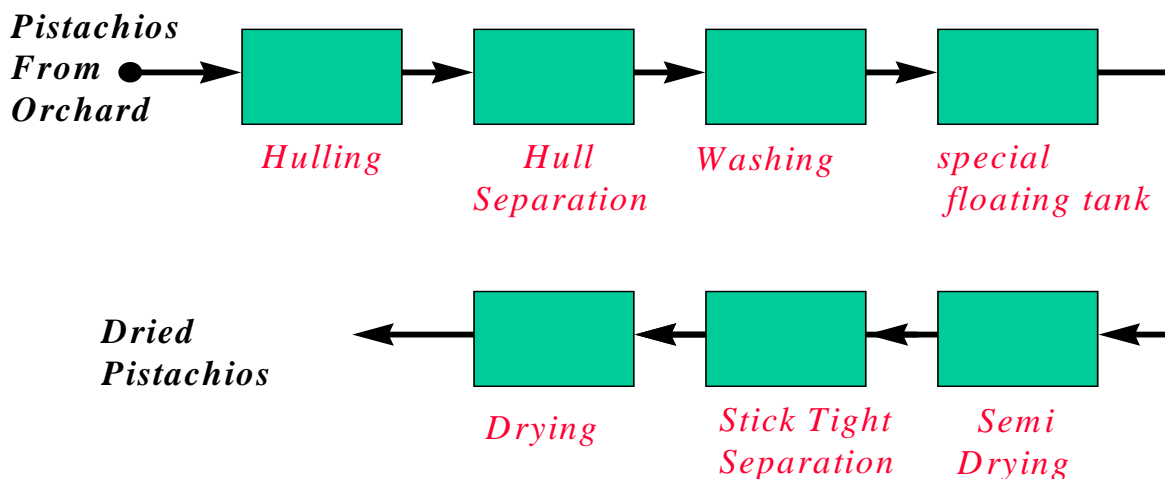 Pistachios
From
Orchard
Hulling
Hull
Separation
Washing
special
floating tank
Dried
Pistachios
Drying
Stick Tight
Separation
Semi
Drying